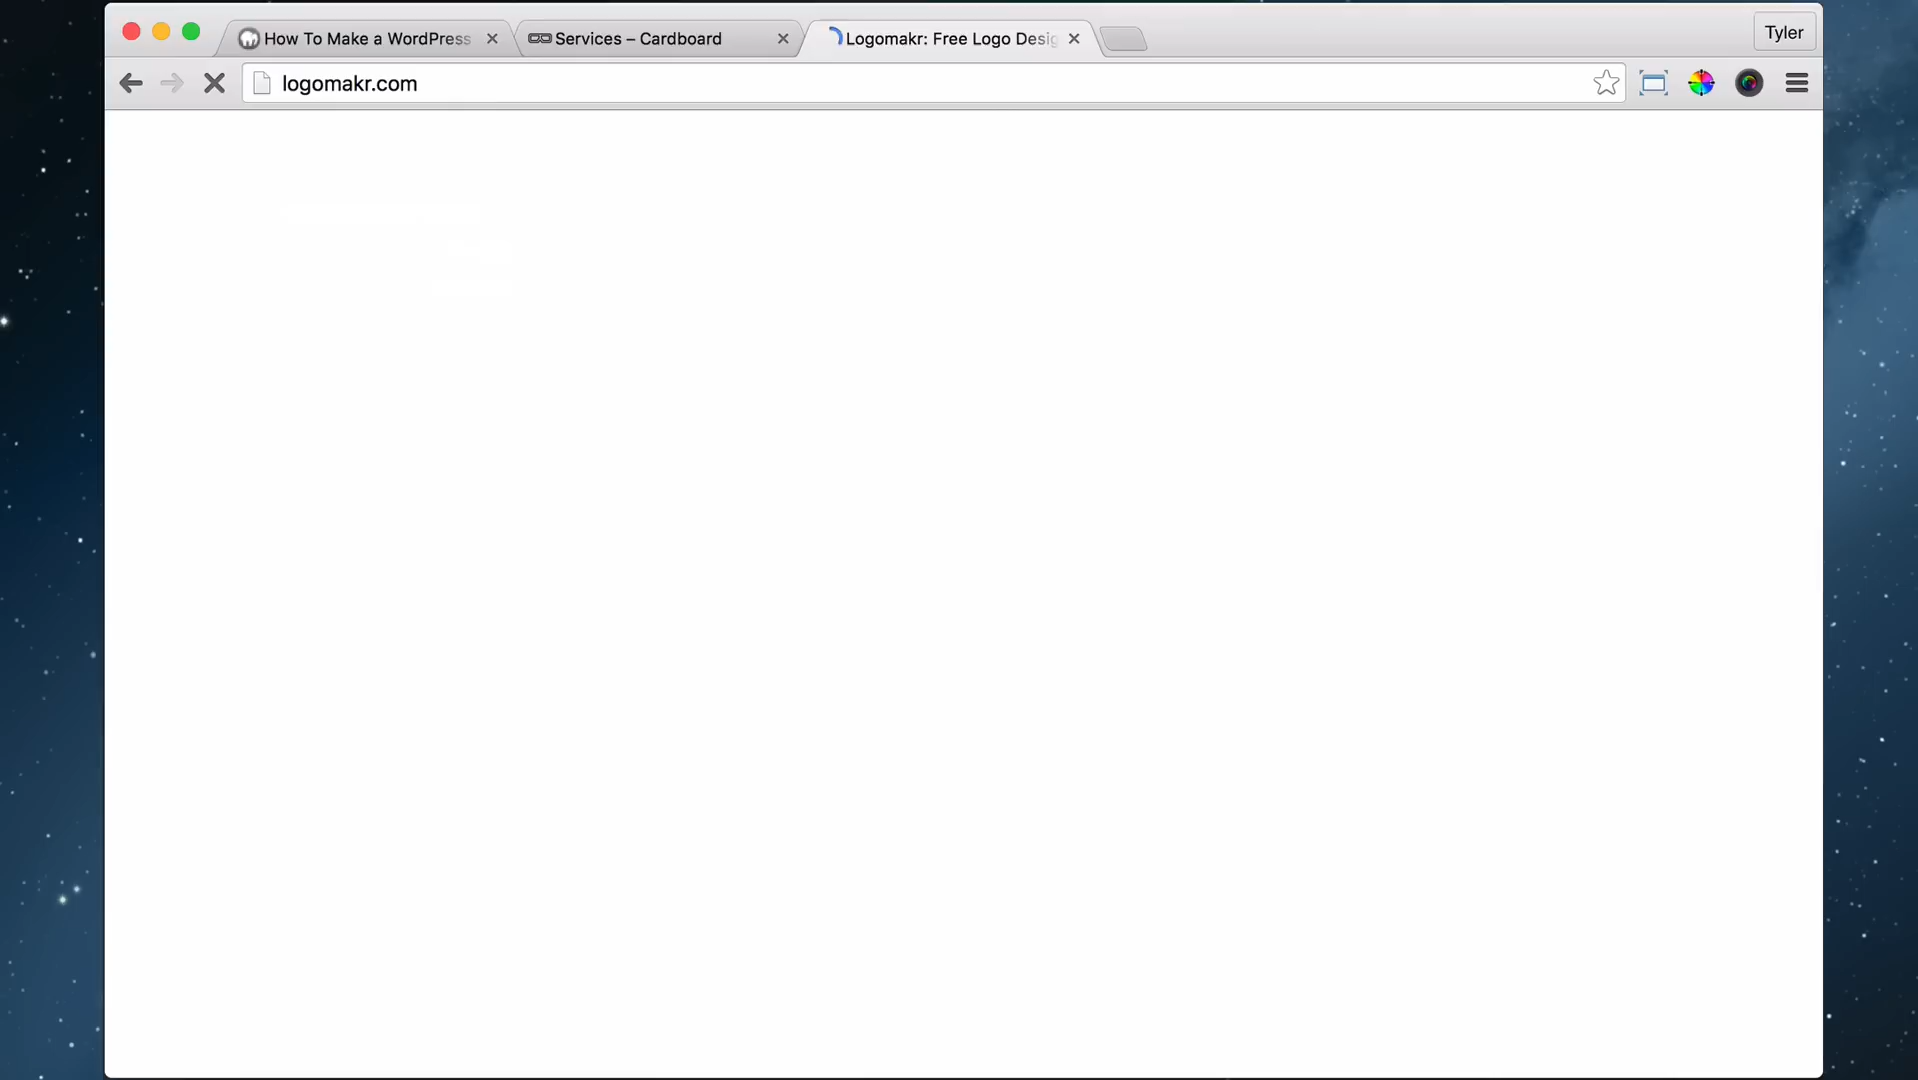 How To Make a WordPress
Services – Cardboard
Logomakr: Free Logo Desig
Tyler
logomakr.com